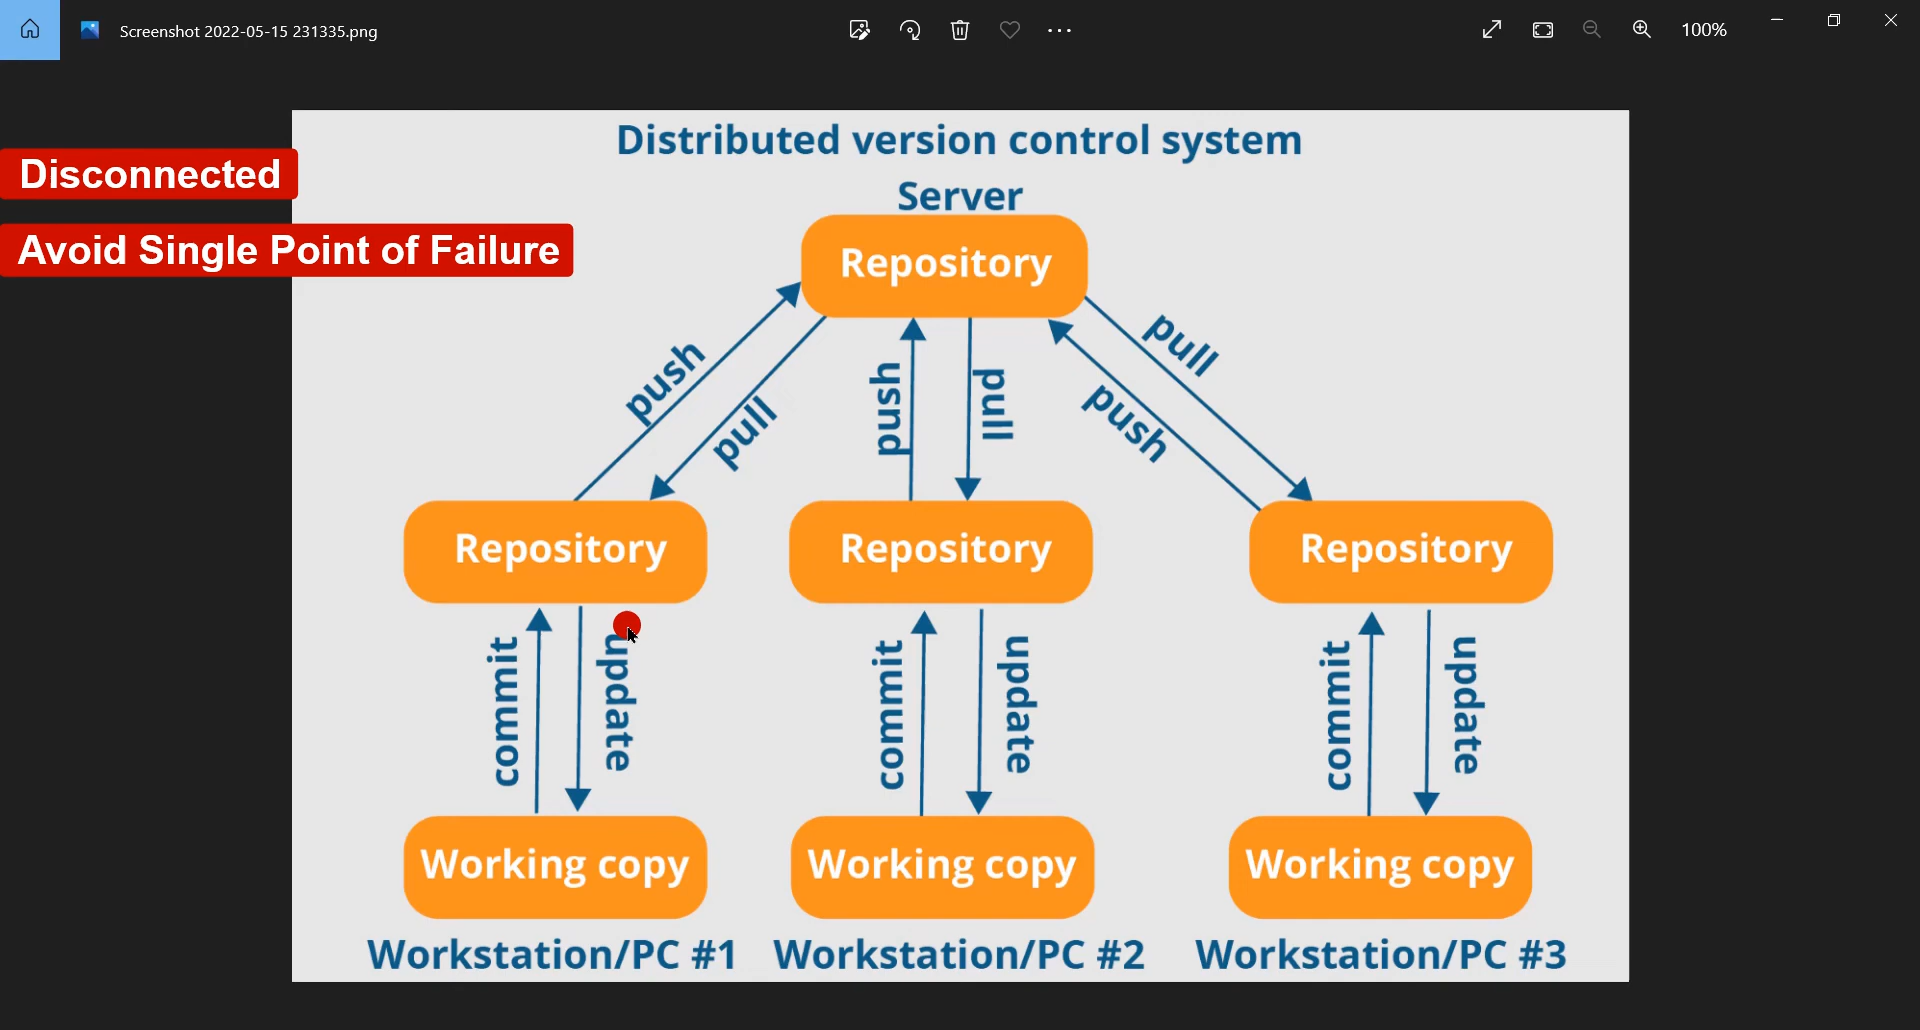 Screenshot 2022-05-15 231335.png
100%
Distributed version control system
Disconnected
Server
Avoid Single Point of Failure
Repository
push
pull
push
pull
push
pull
Repository
Repository
Repository
commit
update
commit
update
commit
update
Working copy
Working copy
Working copy
Workstation/PC #1
Workstation/PC #2
Workstation/PC #3